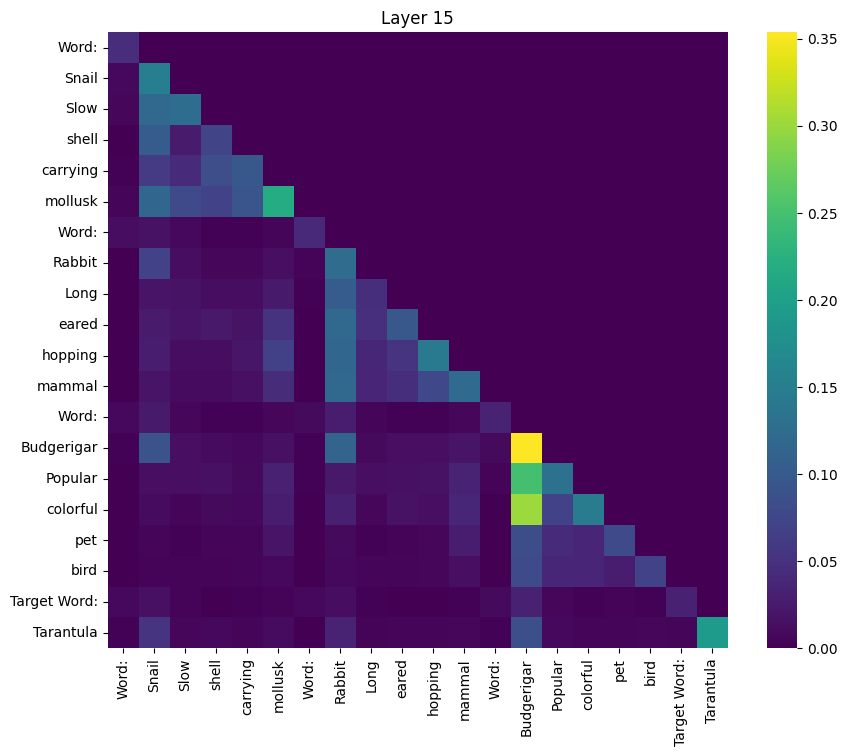 Layer 15
Word:
Snail
Slow
shell
carrying
mollusk
Word:
Rabbit
Long
eared
hopping
mammal
Word:
Budgerigar
Popular
colorful
pet
bird
Target Word:
Tarantula
0.35
0.30
0.25
0.20
0.15
0.10
0.05
0.00
Word:
Snail
Slow
shell
carrying
mollusk
Word:
Rabbit
Long
eared
hopping
mammal
Word:
Budgerigar
Popular
colorful
pet
bird
Target Word:
Tarantula